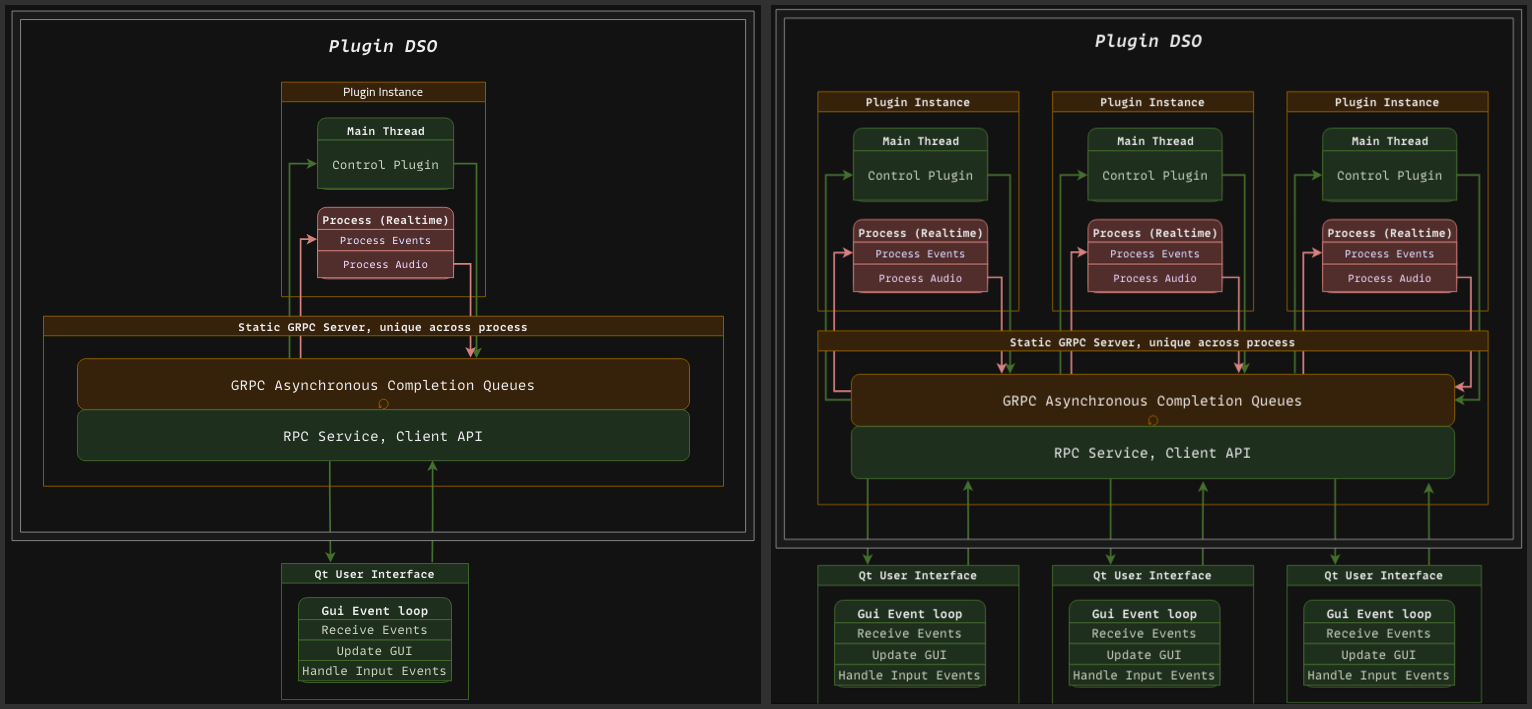 Plugin DSO
Plugin Instance
Main Thread
Control Plugin
Process (Realtime)
Process Events
Process Audio
Static GRPC Server, unique across process
GRPC Asynchronous Completion Queues
RPC Service, Client API
Qt User Interface
Gui Event loop
Receive Events
Update GUI
Handle Input Events
Plugin DSO
Plugin Instance Plugin Instance Plugin Instance
Main Thread Main Thread Main Thread
Control Plugin Control Plugin Control Plugin
Process (Realtime) Process (Realtime) Process (Realtime)
Process Events Process Events Process Events
Process Audio Process Audio Process Audio
Static GRPC Server, unique across process
GRPC Asynchronous Completion Queues
RPC Service, Client API
Qt User Interface Qt User Interface Qt User Interface
Gui Event loop Gui Event loop Gui Event loop
Receive Events Receive Events Receive Events
Update GUI Update GUI Update GUI
Handle Input Events Handle Input Events Handle Input Events